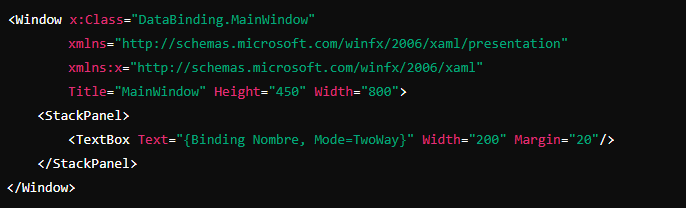 <Window x:Class="DataBinding.MainWindow"
xmlns="http://schemas.microsoft.com/winfx/2006/xaml/presentation"
xmlns:x="http://schemas.microsoft.com/winfx/2006/xaml"
Title="MainWindow" Height="450" Width="800">
<StackPanel>
<TextBox Text="{Binding Nombre, Mode=TwoWay}" Width="200" Margin="20"/>
</StackPanel>
</Window>